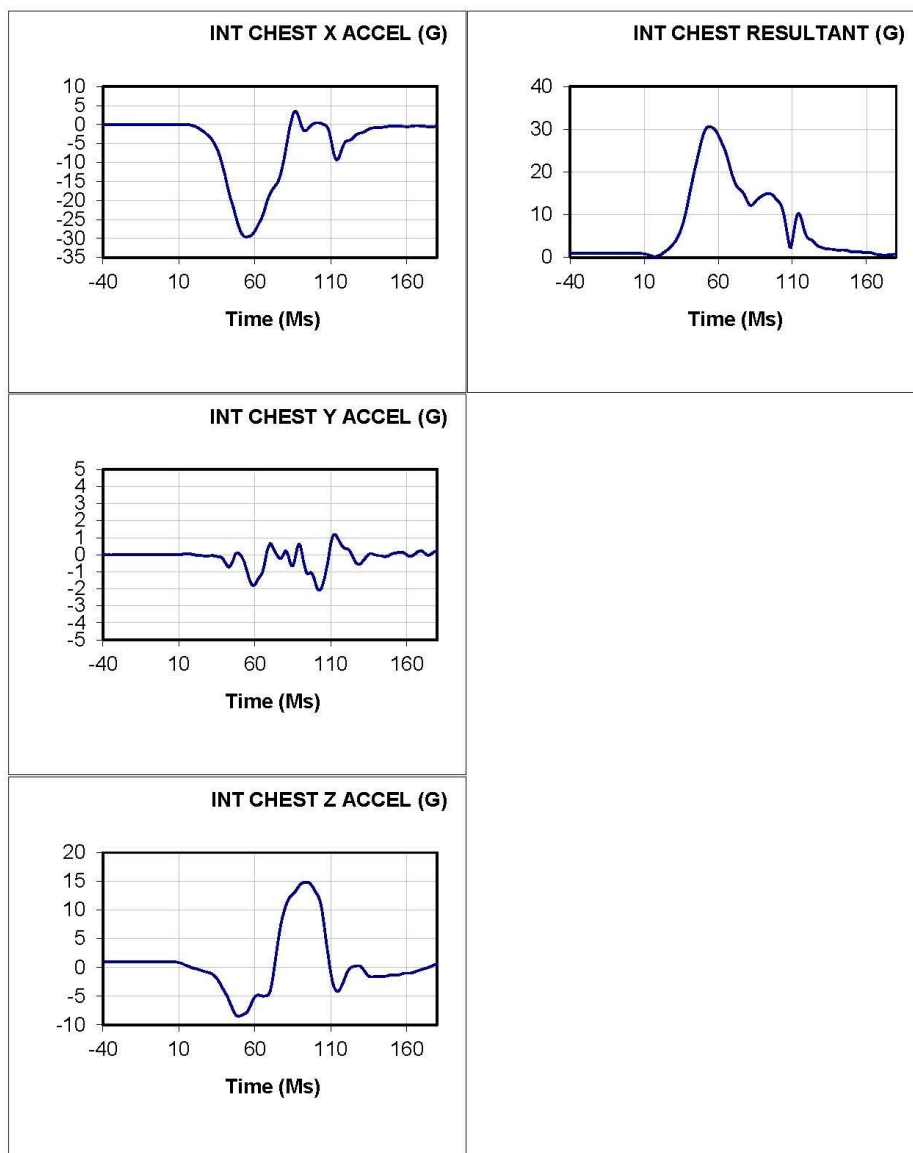 INT CHEST X ACCEL (G)
10
5
0
-5
-10
-15
-20
-25
-30
-35
-40 10 60 110 160
Time (Ms)
INT CHEST RESULTANT (G)
40
30
20
10
0
-40 10 60 110 160
Time (Ms)
INT CHEST Y ACCEL (G)
5
4
3
2
1
0
-1
-2
-3
-4
-5
-40 10 60 110 160
Time (Ms)
INT CHEST Z ACCEL (G)
20
15
10
5
0
-5
-10
-40 10 60 110 160
Time (Ms)